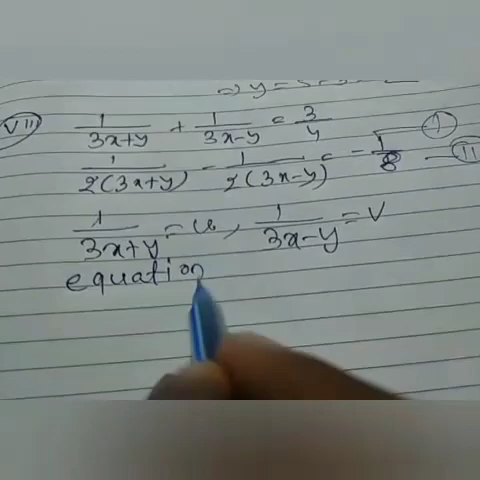 ⇒ y =
viii) 1/(3x+y) + 1/(3x-y) = 3/4 — I
1/(2(3x+y)) - 1/(2(3x-y)) = -1/8 — II
1/(3x+y) = u, 1/(3x-y) = v
equation